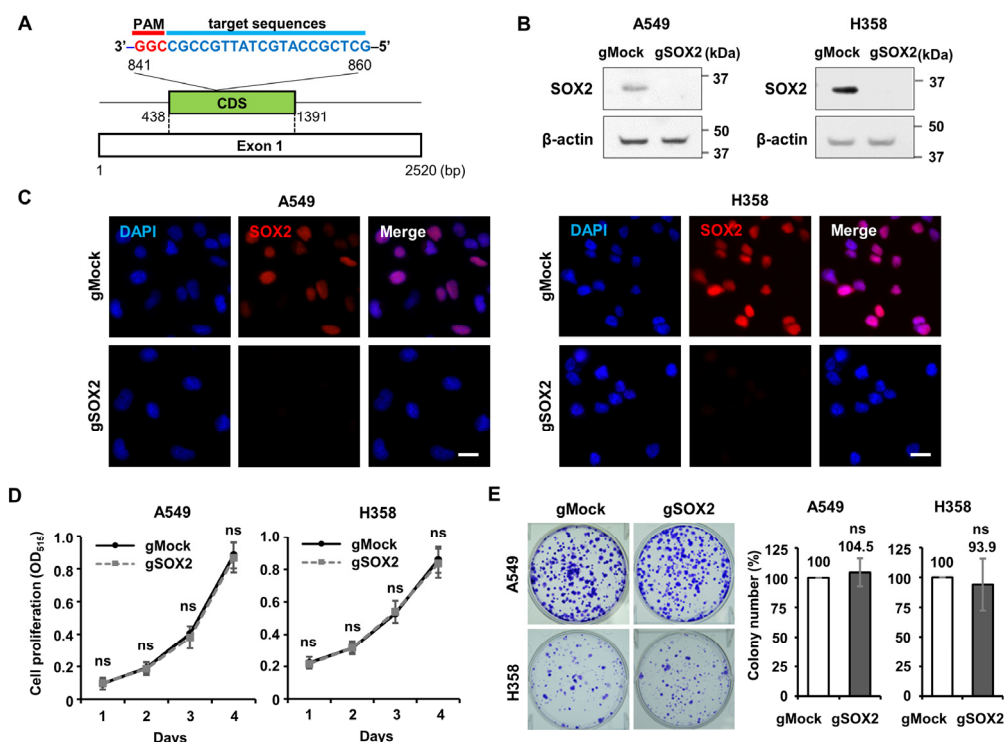 A
PAM target sequences
3’–GGCCGCCGTTATCGTACCGCTCG–5’
841 860
CDS
438 1391
Exon 1
1 2520 (bp)
B
A549 H358
gMock gSOX2 (kDa) gMock gSOX2 (kDa)
SOX2 37 SOX2 37
β-actin 50 β-actin 50
37 37
C
A549 H358
DAPI SOX2 Merge DAPI SOX2 Merge
gMock gMock
gSOX2 gSOX2
D
A549 H358
Cell proliferation (OD515)
gMock gMock
gSOX2 gSOX2
ns ns ns ns ns ns ns ns
1.0 1.0
0.8 0.8
0.6 0.6
0.4 0.4
0.2 0.2
0.0 0.0
1 2 3 4 1 2 3 4
Days Days
E
gMock gSOX2
A549
H358
A549 H358
Colony number (%)
ns ns
100 104.5 100 93.9
125 125
100 100
75 75
50 50
25 25
0 0
gMock gSOX2 gMock gSOX2